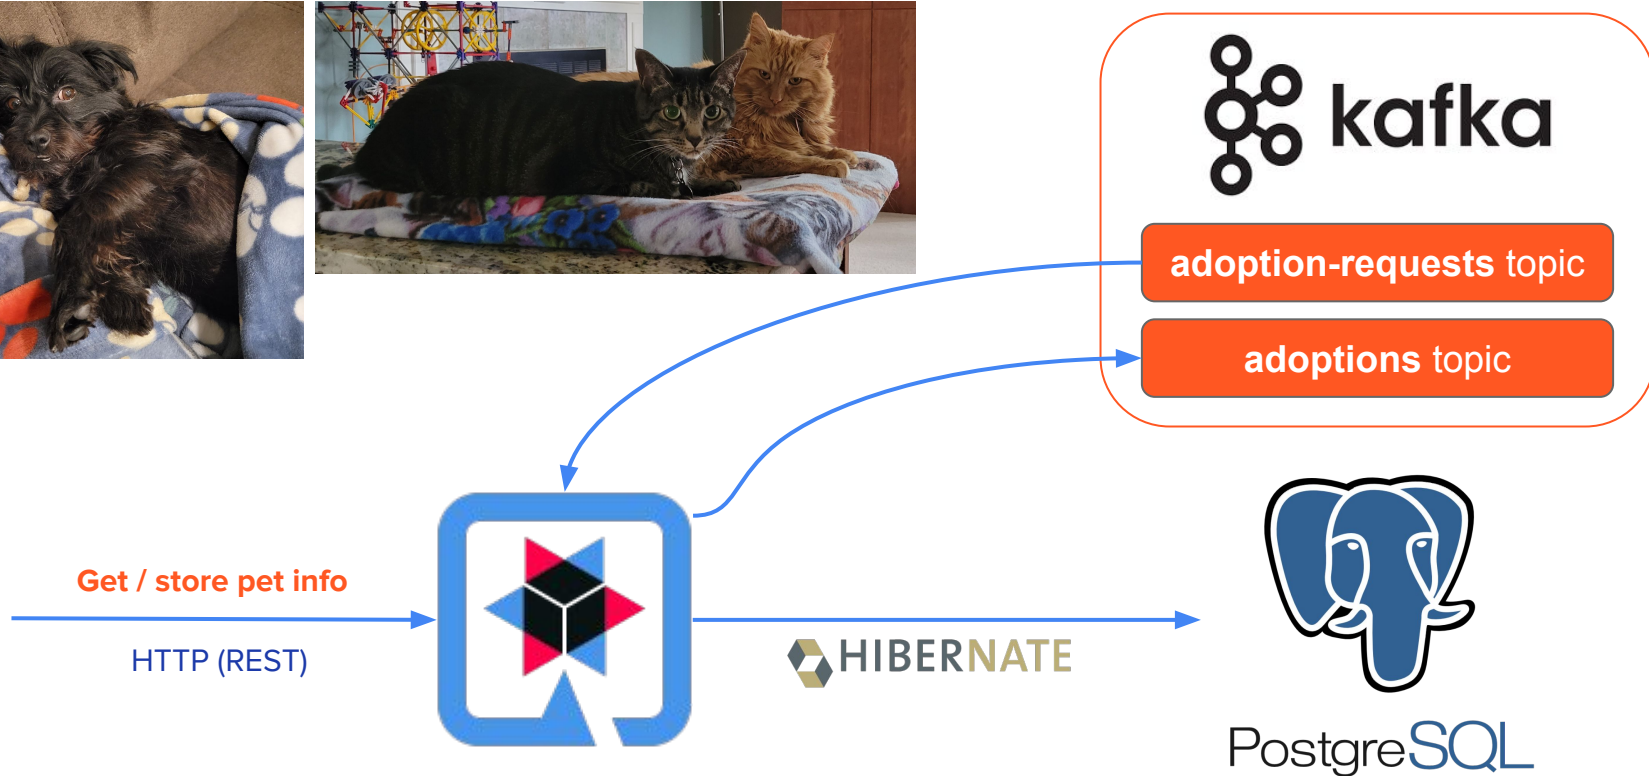 kafka
adoption-requests topic
adoptions topic
Get / store pet info
HTTP (REST)
HIBERNATE
PostgreSQL